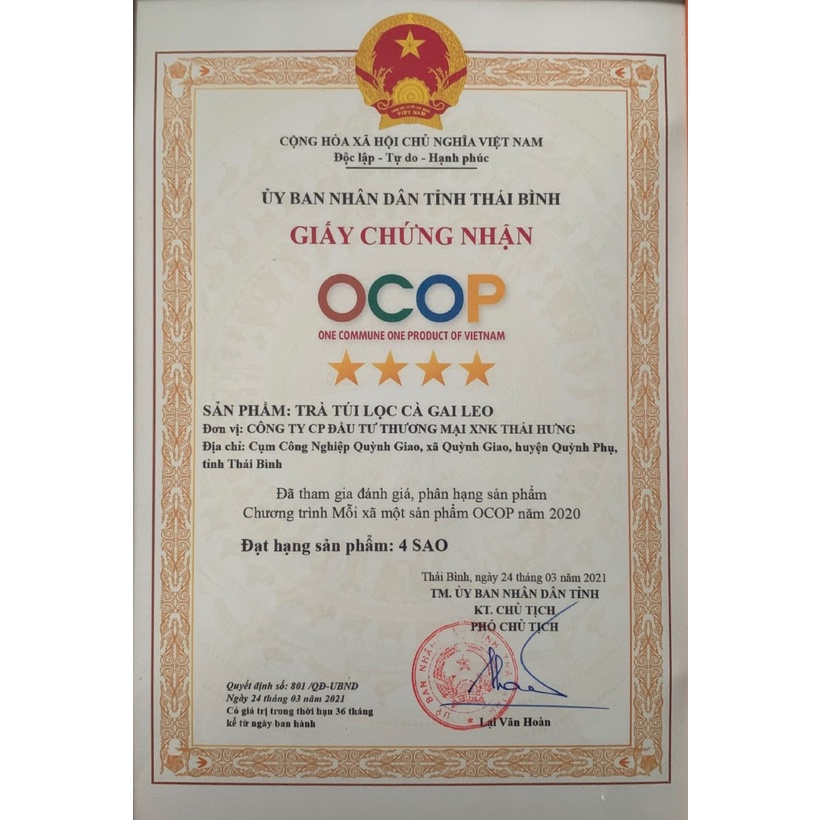 VIỆT NAM
CỘNG HÒA XÃ HỘI CHỦ NGHĨA VIỆT NAM
Độc lập - Tự do - Hạnh phúc
ỦY BAN NHÂN DÂN TỈNH THÁI BÌNH
GIẤY CHỨNG NHẬN
OCOP
ONE COMMUNE ONE PRODUCT OF VIETNAM
SẢN PHẨM: TRÀ TÚI LỌC CÀ GAI LEO
Đơn vị: CÔNG TY CP ĐẦU TƯ THƯƠNG MẠI XNK THÁI HƯNG
Địa chỉ: Cụm Công Nghiệp Quỳnh Giao, xã Quỳnh Giao, huyện Quỳnh Phụ,
tỉnh Thái Bình
Đã tham gia đánh giá, phân hạng sản phẩm
Chương trình Mỗi xã một sản phẩm OCOP năm 2020
Đạt hạng sản phẩm: 4 SAO
Thái Bình, ngày 24 tháng 03 năm 2021
TM. ỦY BAN NHÂN DÂN TỈNH
KT. CHỦ TỊCH
PHÓ CHỦ TỊCH
ỦY BAN NHÂN
Lại Văn Hoàn
Quyết định số: 801 /QĐ-UBND
Ngày 24 tháng 03 năm 2021
Có giá trị trong thời hạn 36 tháng
kể từ ngày ban hành